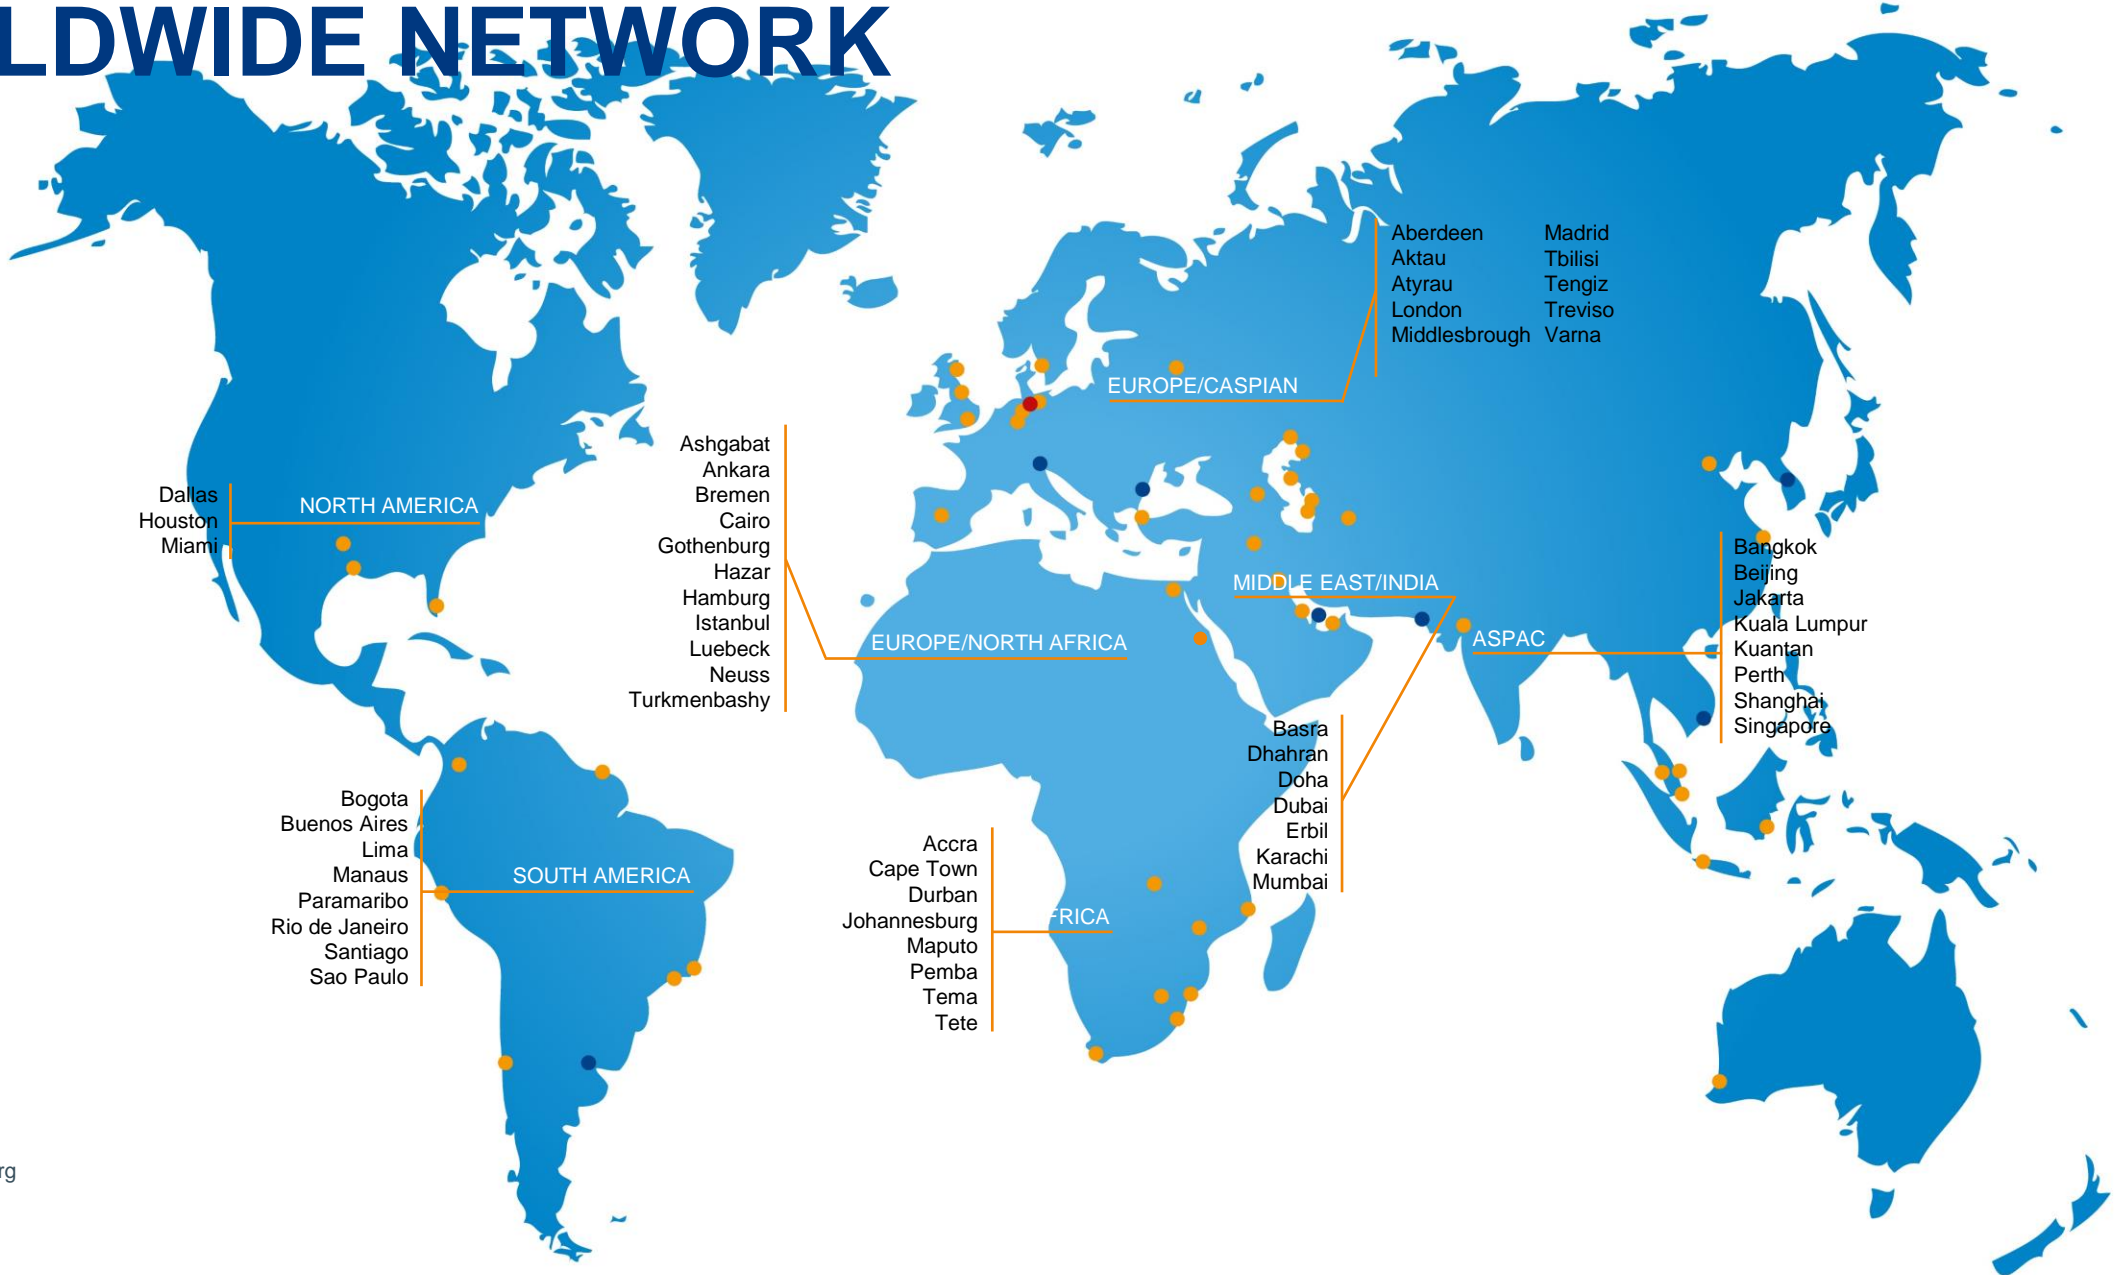 LDWIDE NETWORK
Aberdeen
Aktau
Atyrau
London
Middlesbrough
Madrid
Tbilisi
Tengiz
Treviso
Varna
EUROPE/CASPIAN
Ashgabat
Ankara
Bremen
Cairo
Gothenburg
Hazar
Hamburg
Istanbul
Luebeck
Neuss
Turkmenbashy
EUROPE/NORTH AFRICA
Dallas
Houston
Miami
NORTH AMERICA
MIDDLE EAST/INDIA
Basra
Dhahran
Doha
Dubai
Erbil
Karachi
Mumbai
ASPAC
Bangkok
Beijing
Jakarta
Kuala Lumpur
Kuantan
Perth
Shanghai
Singapore
Bogota
Buenos Aires
Lima
Manaus
Paramaribo
Rio de Janeiro
Santiago
Sao Paulo
SOUTH AMERICA
Accra
Cape Town
Durban
Johannesburg
Maputo
Pemba
Tema
Tete
FRICA
rg